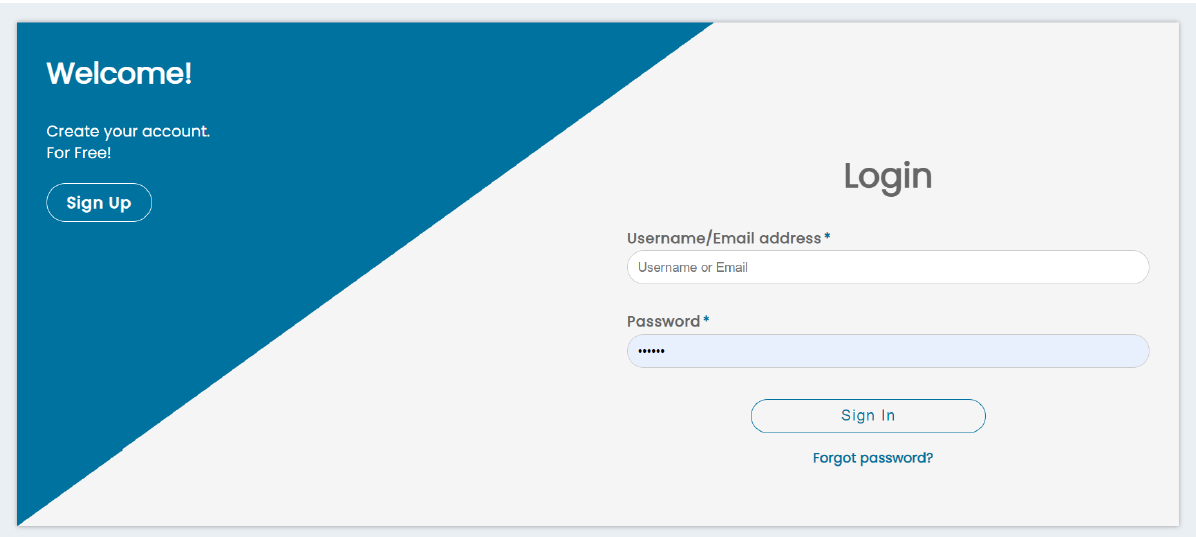 Welcome!
Create your account.
For Free!
Sign Up
Login
Username/Email address*
Username or Email
Password*
••••••
Sign In
Forgot password?